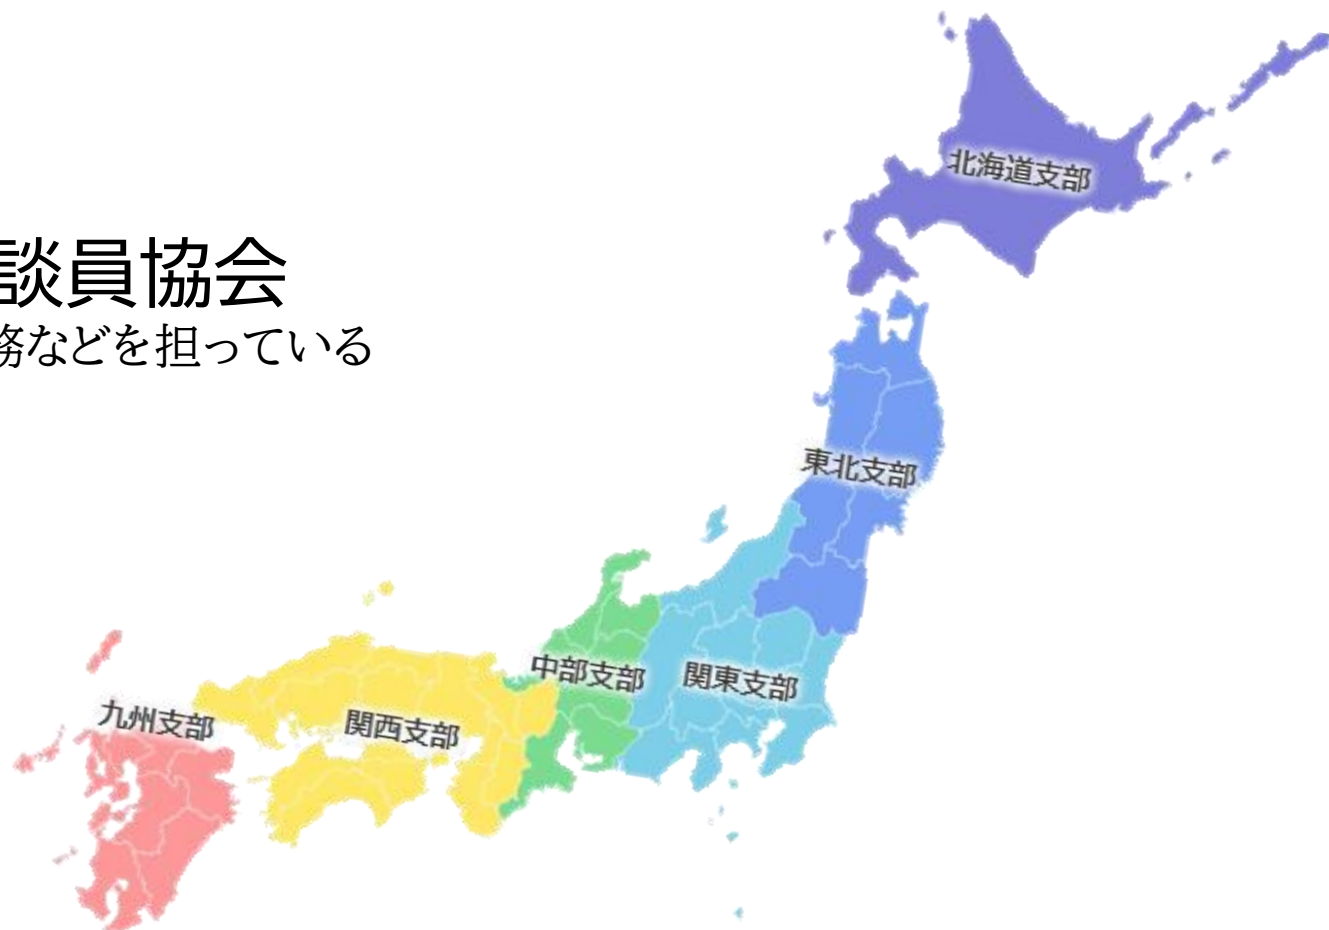 談員協会
務などを担っている
北海道支部
東北支部
中部支部
関東支部
九州支部
関西支部